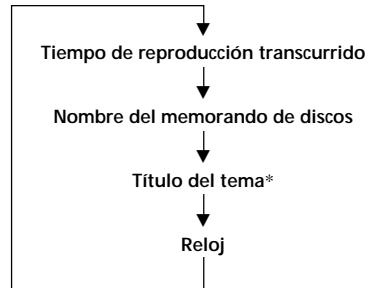 Tiempo de reproducción transcurrido
Nombre del memorando de discos
Título del tema*
Reloj